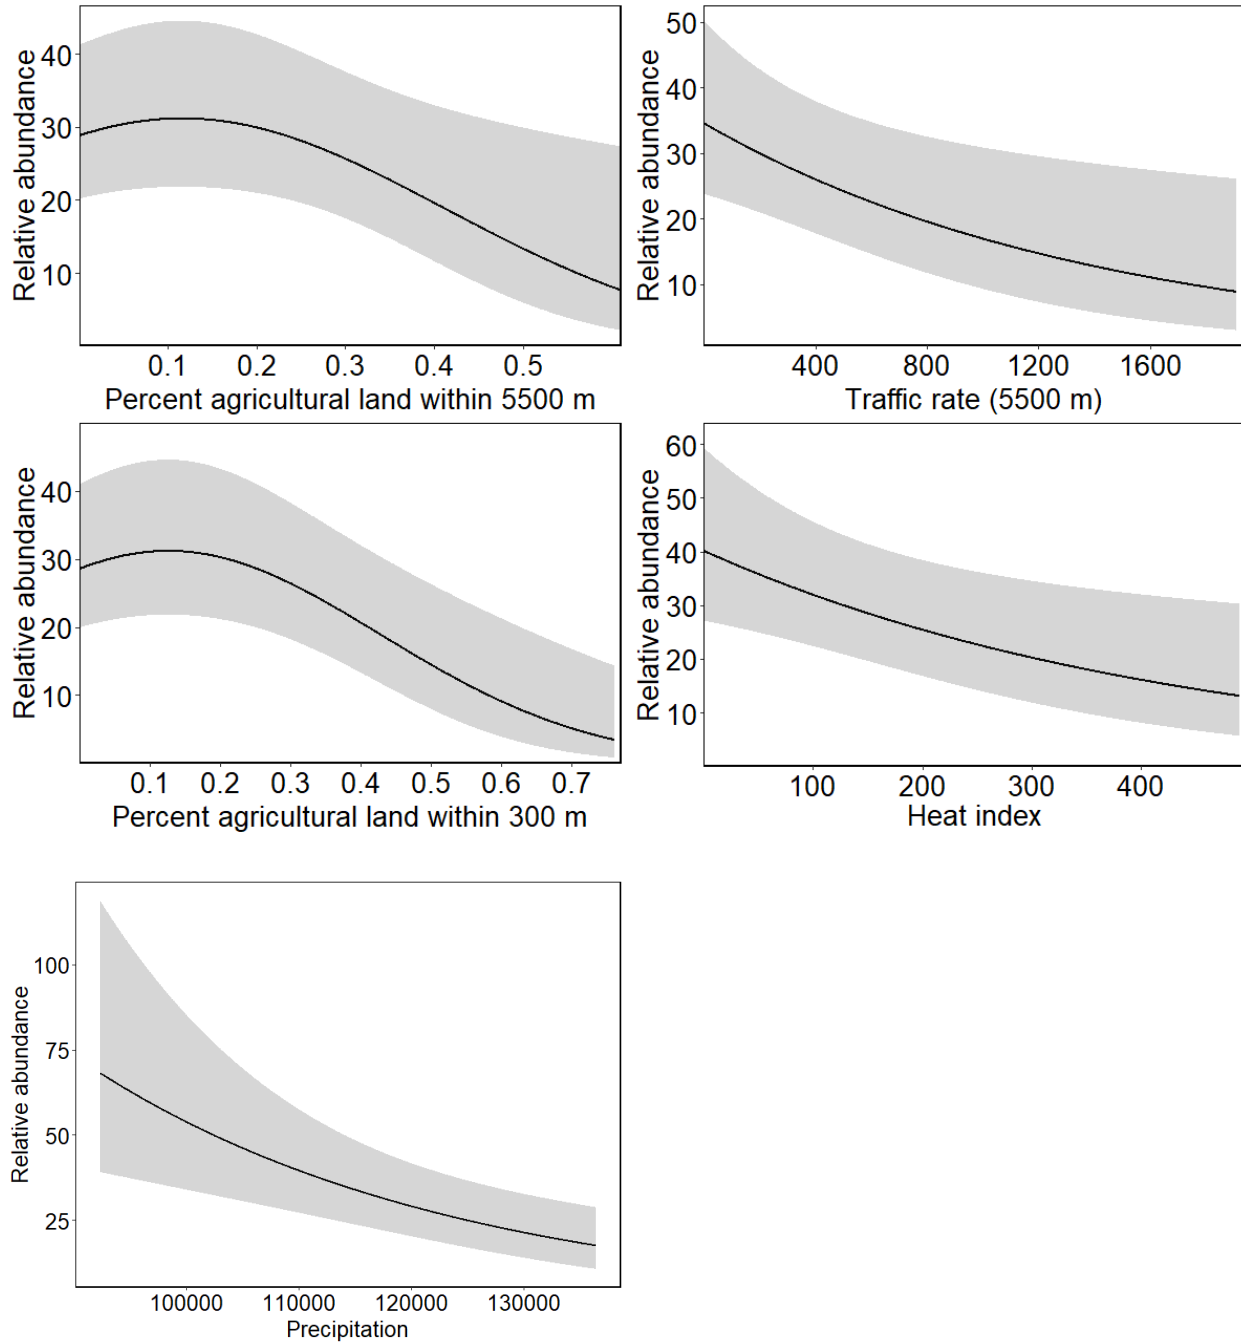 Relative abundance
40
30
20
10
0.1 0.2 0.3 0.4 0.5
Percent agricultural land within 5500 m
Relative abundance
50
40
30
20
10
400 800 1200 1600
Traffic rate (5500 m)
Relative abundance
40
30
20
10
0.1 0.2 0.3 0.4 0.5 0.6 0.7
Percent agricultural land within 300 m
Relative abundance
60
50
40
30
20
10
100 200 300 400
Heat index
Relative abundance
100
75
50
25
100000 110000 120000 130000
Precipitation